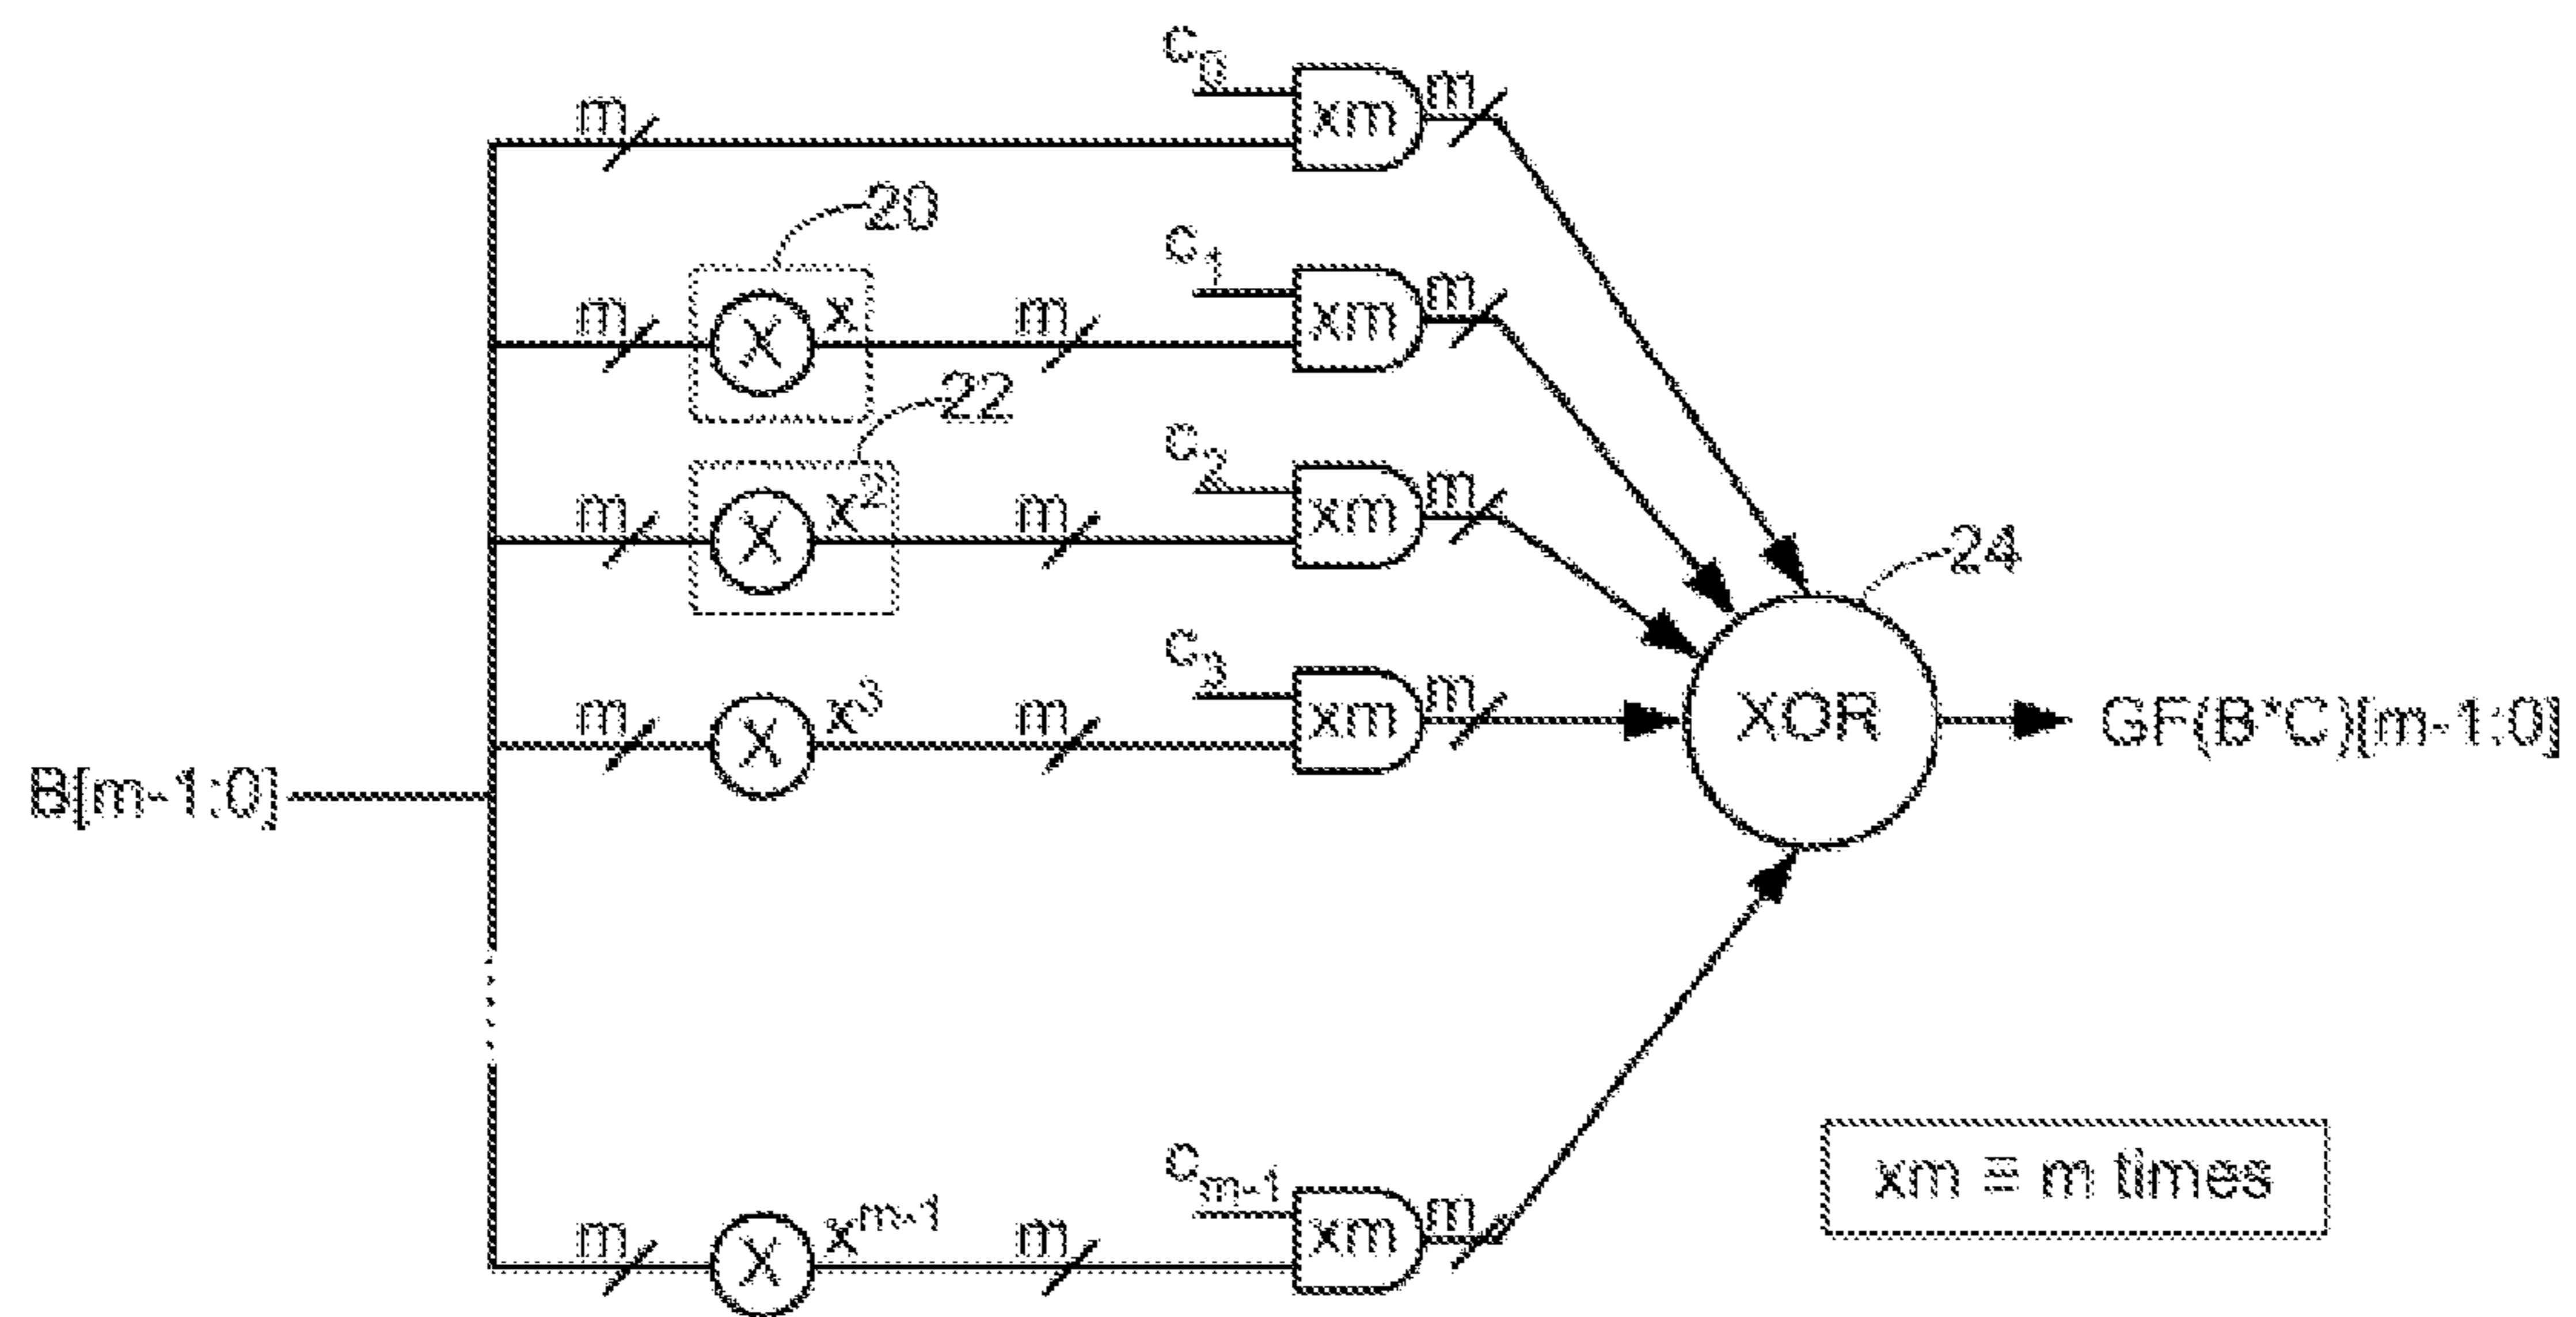 c₀
m xm m
20
c₁
m X x m xm m
22
c₂
m X x² m xm m
24
c₃
m X x³ m xm m XOR GF(B*C)[m-1:0]
B[m-1:0]
cₘ₋₁
m X xᵐ⁻¹ m xm m
xm ≡ m times